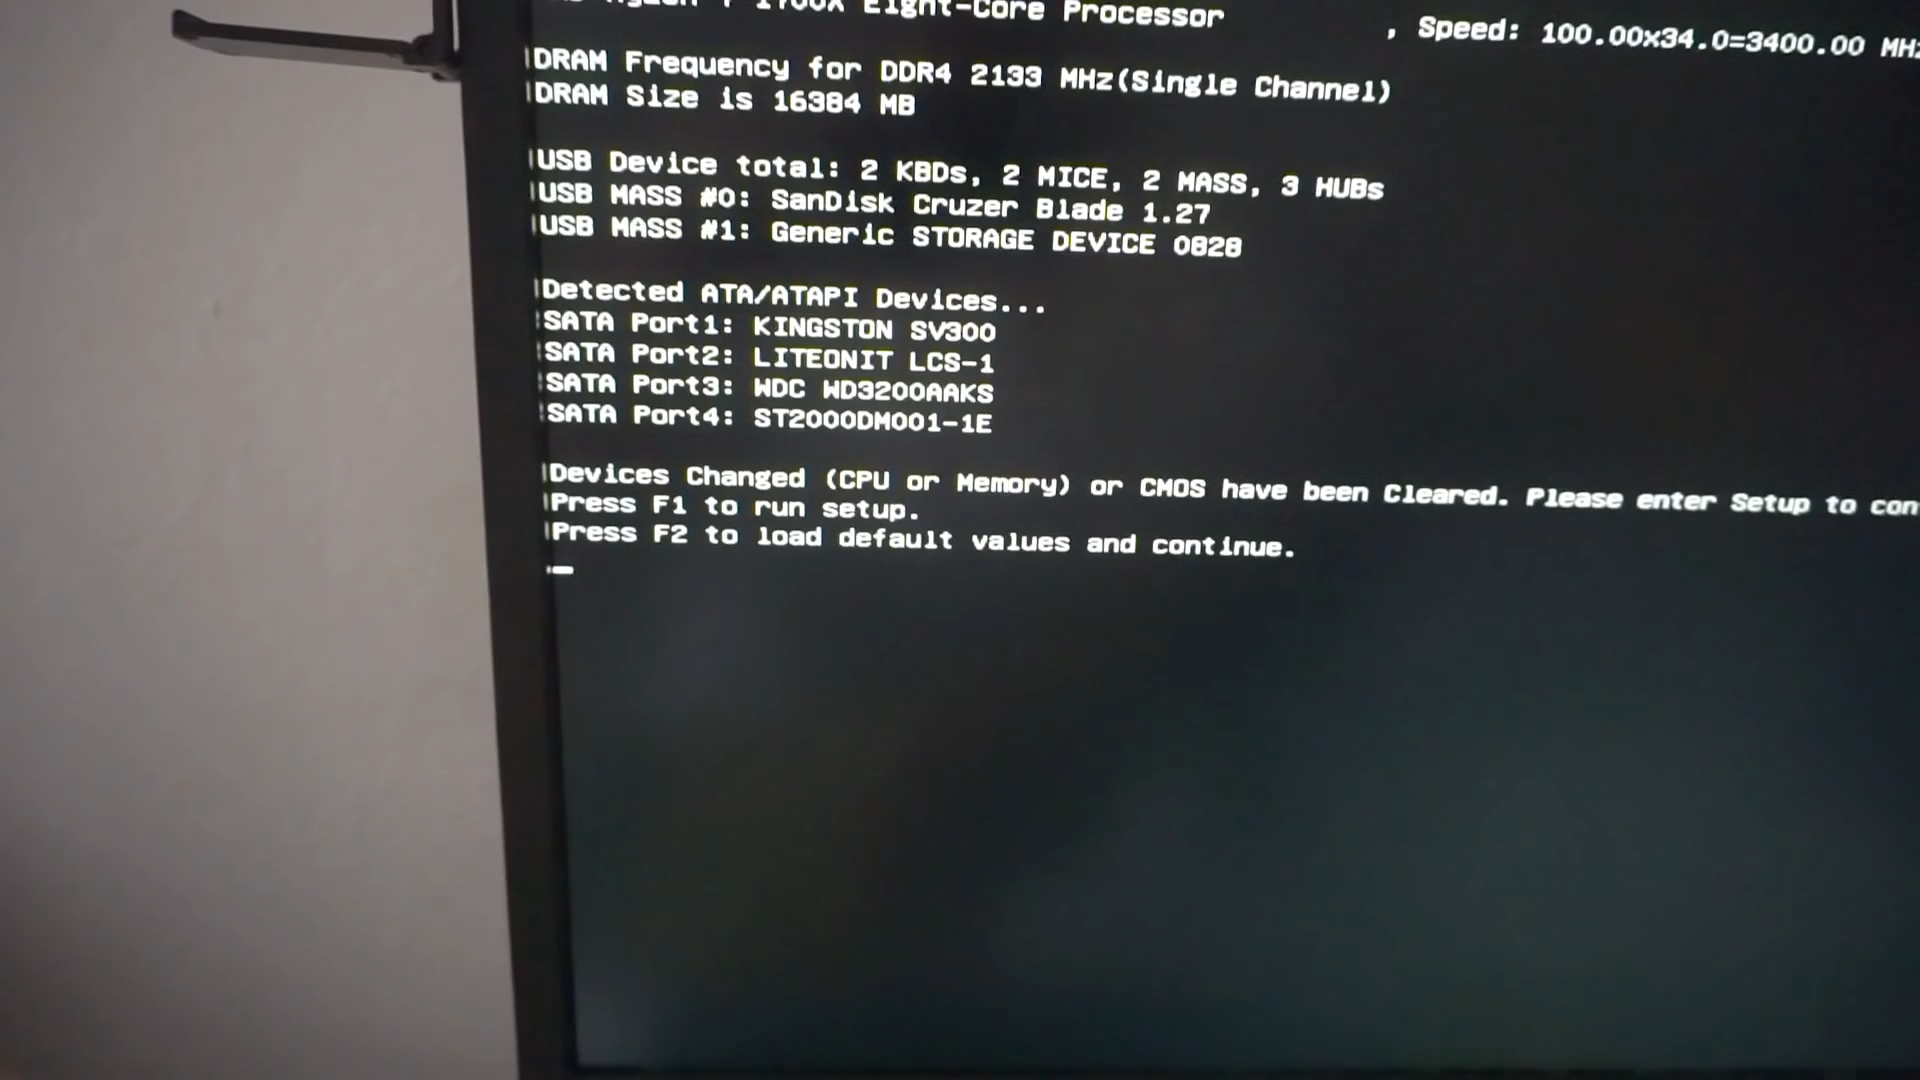 Ryzen 7 1700X Eight-Core Processor , Speed: 100.00x34.0=3400.00 MHz
DRAM Frequency for DDR4 2133 MHz(Single Channel)
DRAM Size is 16384 MB
USB Device total: 2 KBDs, 2 MICE, 2 MASS, 3 HUBs
USB MASS #0: SanDisk Cruzer Blade 1.27
USB MASS #1: Generic STORAGE DEVICE 0828
Detected ATA/ATAPI Devices...
SATA Port1: KINGSTON SV300
SATA Port2: LITEONIT LCS-1
SATA Port3: WDC WD3200AAKS
SATA Port4: ST2000DM001-1E
Devices Changed (CPU or Memory) or CMOS have been Cleared. Please enter Setup to con
Press F1 to run setup.
Press F2 to load default values and continue.